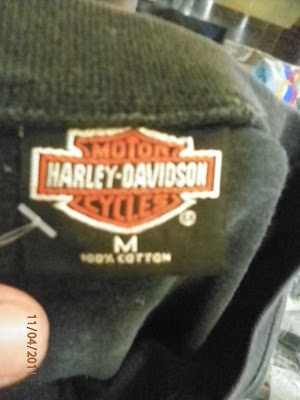 MOTOR
HARLEY-DAVIDSON
CYCLES
®
M
100% COTTON